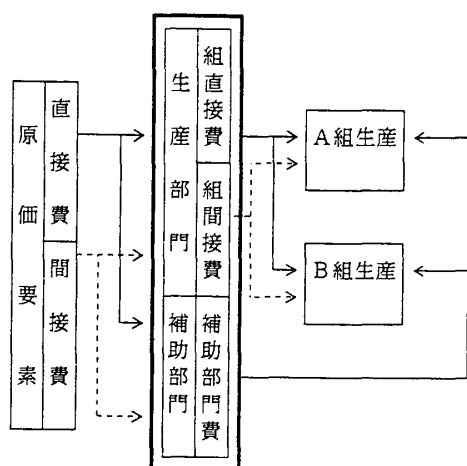 原価要素
直接費
間接費
生産部門
組直接費
組間接費
補助部門
補助部門費
A組生産
B組生産